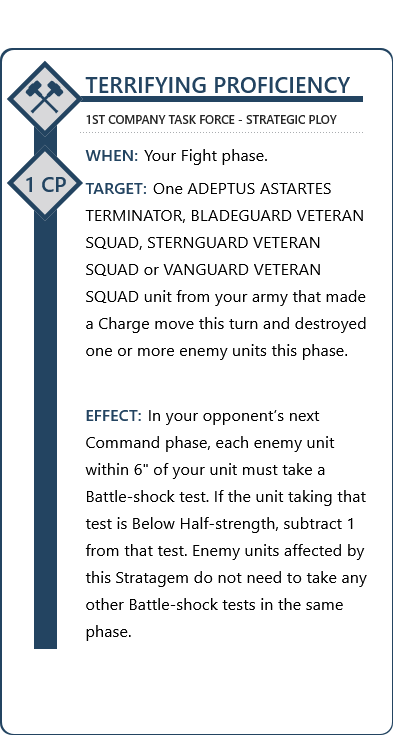 TERRIFYING PROFICIENCY
1ST COMPANY TASK FORCE - STRATEGIC PLOY
WHEN: Your Fight phase.
1 CP
TARGET: One ADEPTUS ASTARTES
TERMINATOR, BLADEGUARD VETERAN
SQUAD, STERNGUARD VETERAN
SQUAD or VANGUARD VETERAN
SQUAD unit from your army that made
a Charge move this turn and destroyed
one or more enemy units this phase.
EFFECT: In your opponent’s next
Command phase, each enemy unit
within 6" of your unit must take a
Battle-shock test. If the unit taking that
test is Below Half-strength, subtract 1
from that test. Enemy units affected by
this Stratagem do not need to take any
other Battle-shock tests in the same
phase.